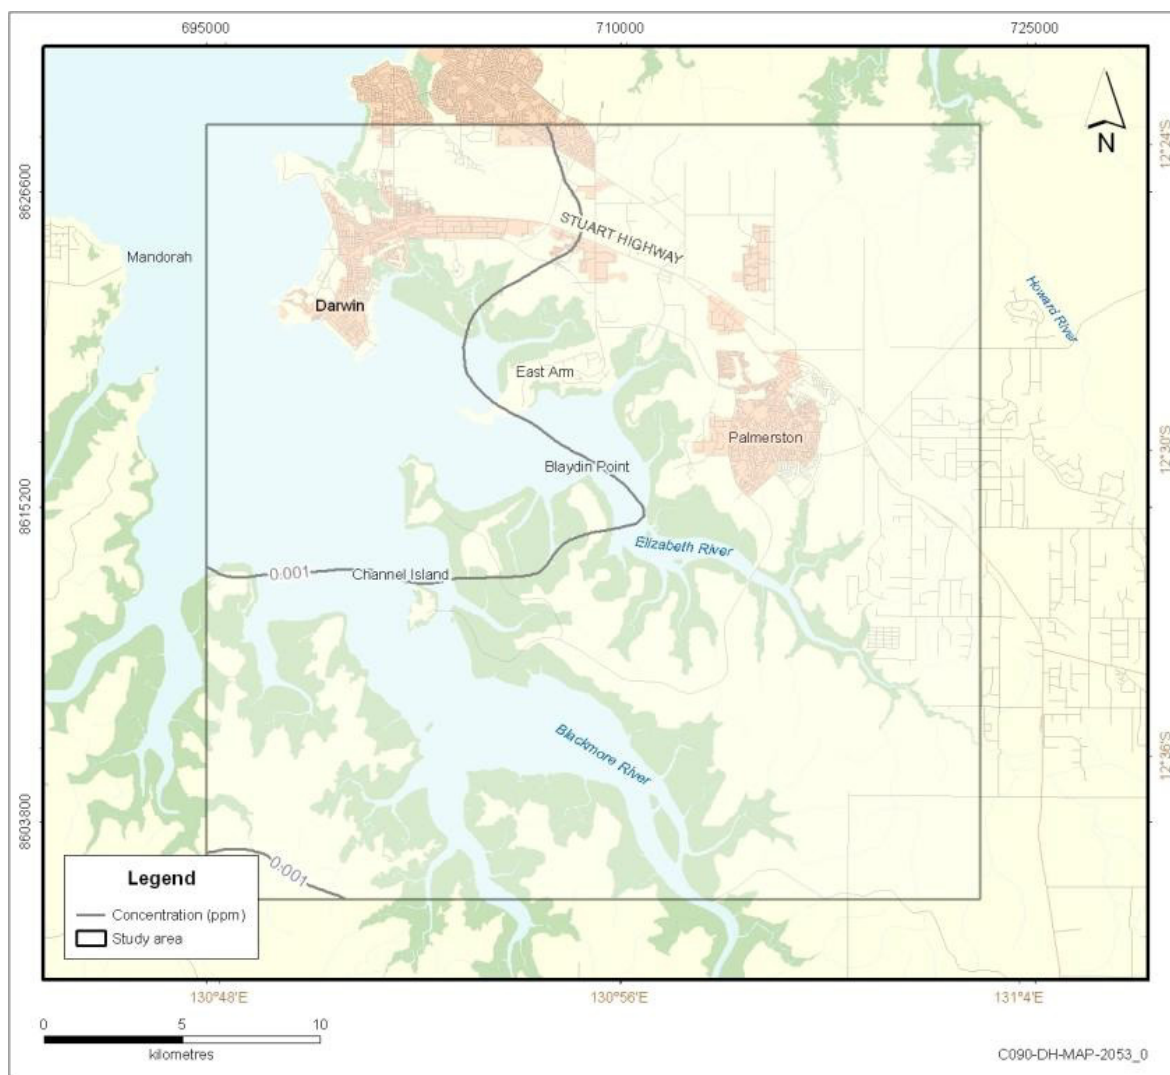 695000
710000
725000
N
12°24'S
8626600
STUART HIGHWAY
Mandorah
Howard River
Darwin
East Arm
12°30'S
Palmerston
Blaydin Point
8615200
Elizabeth River
0.001
Channel Island
Blackmore River
12°36'S
8603800
0.001
Legend
Concentration (ppm)
Study area
130°48'E
130°56'E
131°4'E
0 5 10
kilometres
C090-DH-MAP-2053_0